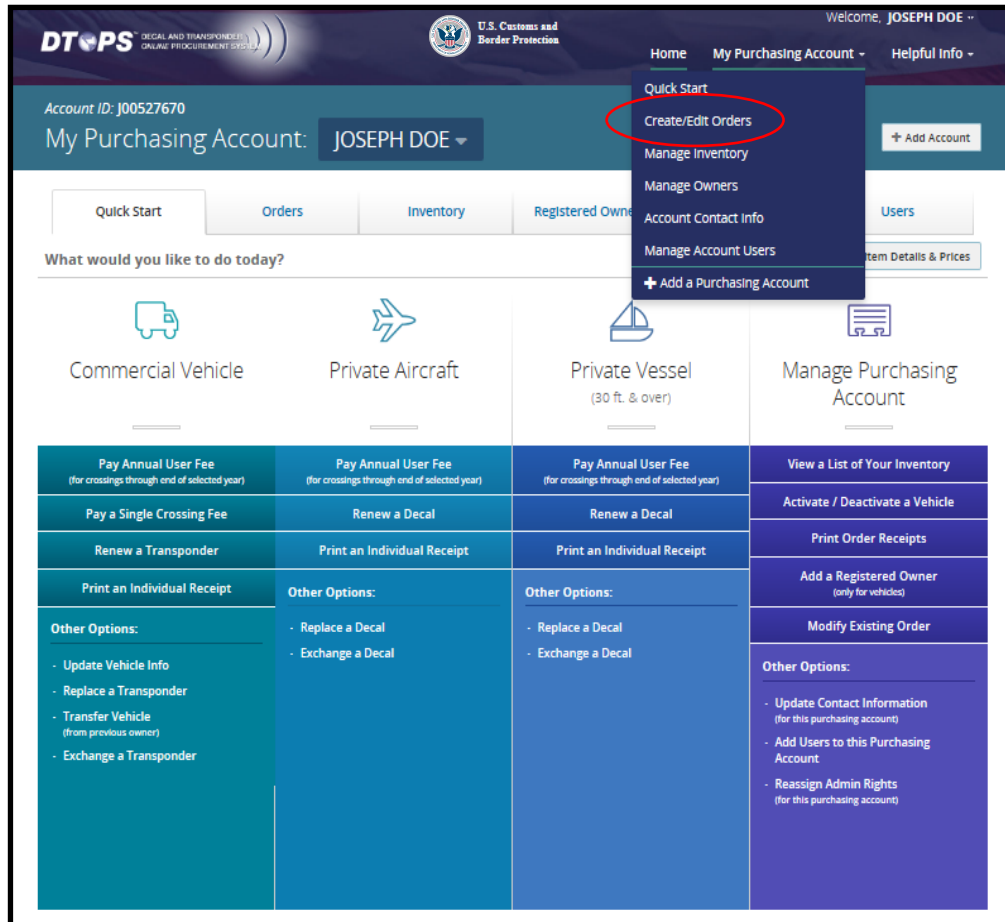 Welcome, JOSEPH DOE
DTOPS DECAL AND TRANSPONDER
ONLINE PROCUREMENT SYSTEM
U.S. Customs and
Border Protection
Home My Purchasing Account Helpful Info
Quick Start
Create/Edit Orders
Manage Inventory
Manage Owners
Account Contact Info
Manage Account Users
+ Add a Purchasing Account
Account ID: J00527670
My Purchasing Account: JOSEPH DOE
+ Add Account
Quick Start Orders Inventory Registered Owne Users
What would you like to do today?
Item Details & Prices
Commercial Vehicle
Private Aircraft
Private Vessel
(30 ft. & over)
Manage Purchasing
Account
Pay Annual User Fee
(for crossings through end of selected year)
Pay a Single Crossing Fee
Renew a Transponder
Print an Individual Receipt
Other Options:
- Update Vehicle Info
- Replace a Transponder
- Transfer Vehicle
(from previous owner)
- Exchange a Transponder
Pay Annual User Fee
(for crossings through end of selected year)
Renew a Decal
Print an Individual Receipt
Other Options:
- Replace a Decal
- Exchange a Decal
Pay Annual User Fee
(for crossings through end of selected year)
Renew a Decal
Print an Individual Receipt
Other Options:
- Replace a Decal
- Exchange a Decal
View a List of Your Inventory
Activate / Deactivate a Vehicle
Print Order Receipts
Add a Registered Owner
(only for vehicles)
Modify Existing Order
Other Options:
- Update Contact Information
(for this purchasing account)
- Add Users to this Purchasing
Account
- Reassign Admin Rights
(for this purchasing account)